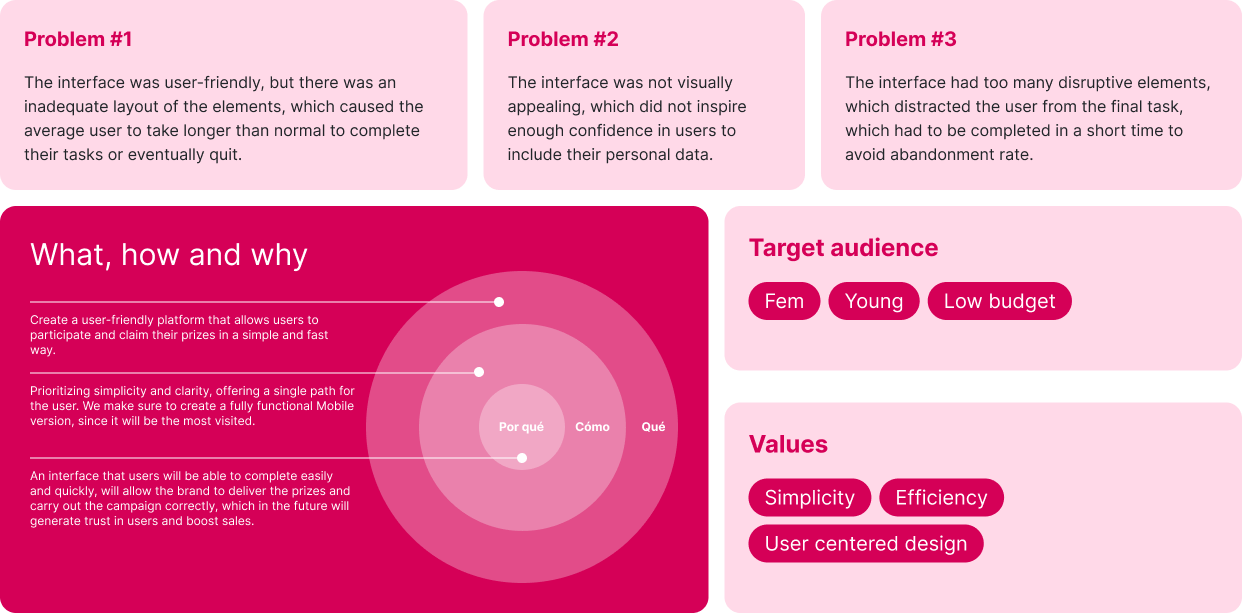 Problem #1
The interface was user-friendly, but there was an
inadequate layout of the elements, which caused the
average user to take longer than normal to complete
their tasks or eventually quit.
Problem #2
The interface was not visually
appealing, which did not inspire
enough confidence in users to
include their personal data.
Problem #3
The interface had too many disruptive elements,
which distracted the user from the final task,
which had to be completed in a short time to
avoid abandonment rate.
What, how and why
Create a user-friendly platform that allows users to
participate and claim their prizes in a simple and fast
way.
Prioritizing simplicity and clarity, offering a single path for
the user. We make sure to create a fully functional Mobile
version, since it will be the most visited.
An interface that users will be able to complete easily
and quickly, will allow the brand to deliver the prizes and
carry out the campaign correctly, which in the future will
generate trust in users and boost sales.
Por qué
Cómo
Qué
Target audience
Fem
Young
Low budget
Values
Simplicity
Efficiency
User centered design